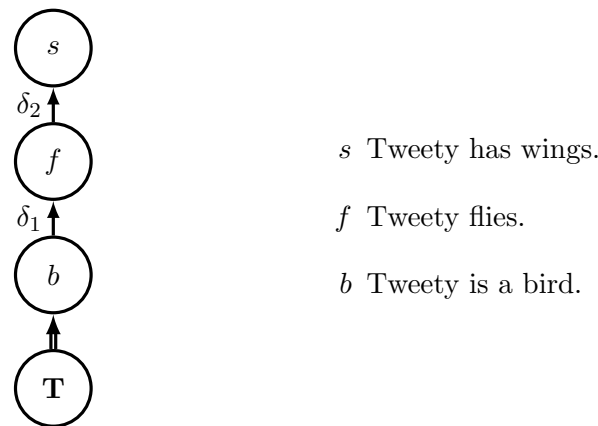 s
δ2
f
δ1
b
T
s Tweety has wings.
f Tweety flies.
b Tweety is a bird.